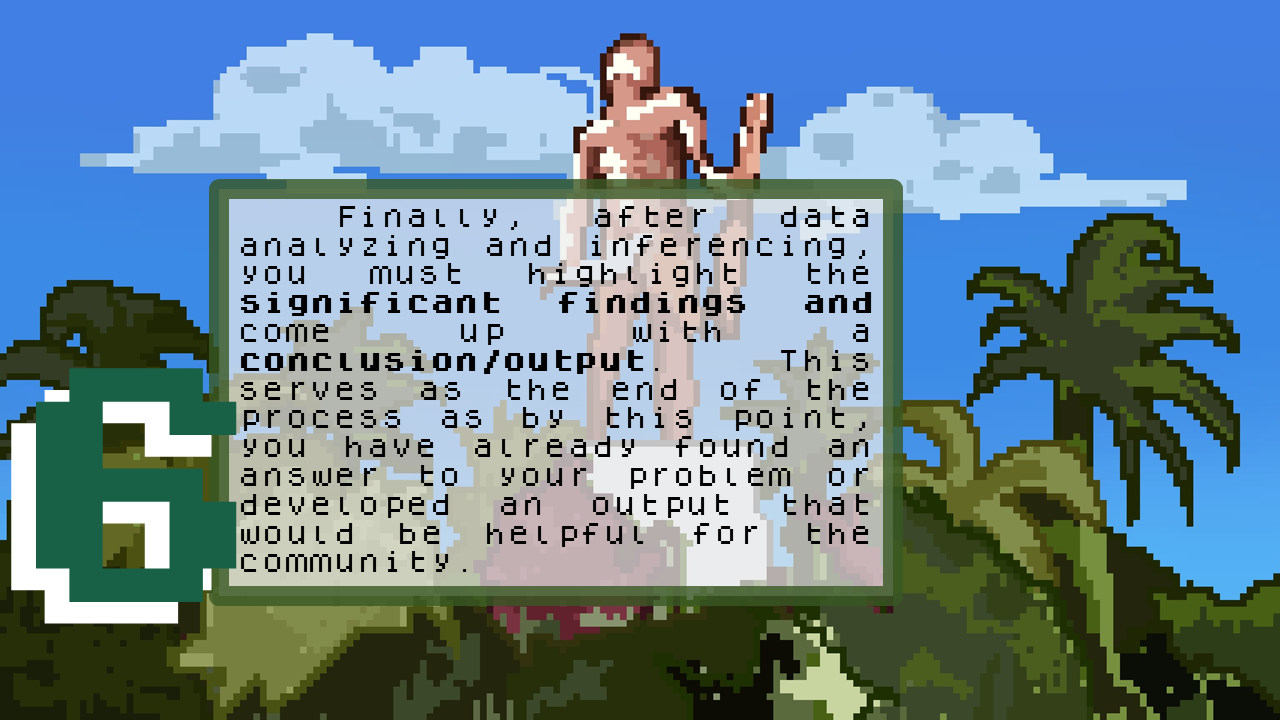 Finally, after data
analyzing and inferencing,
you must highlight the
significant findings and
come up with a
conclusion/output. This
serves as the end of the
process as by this point,
you have already found an
answer to your problem or
developed an output that
would be helpful for the
community.
6